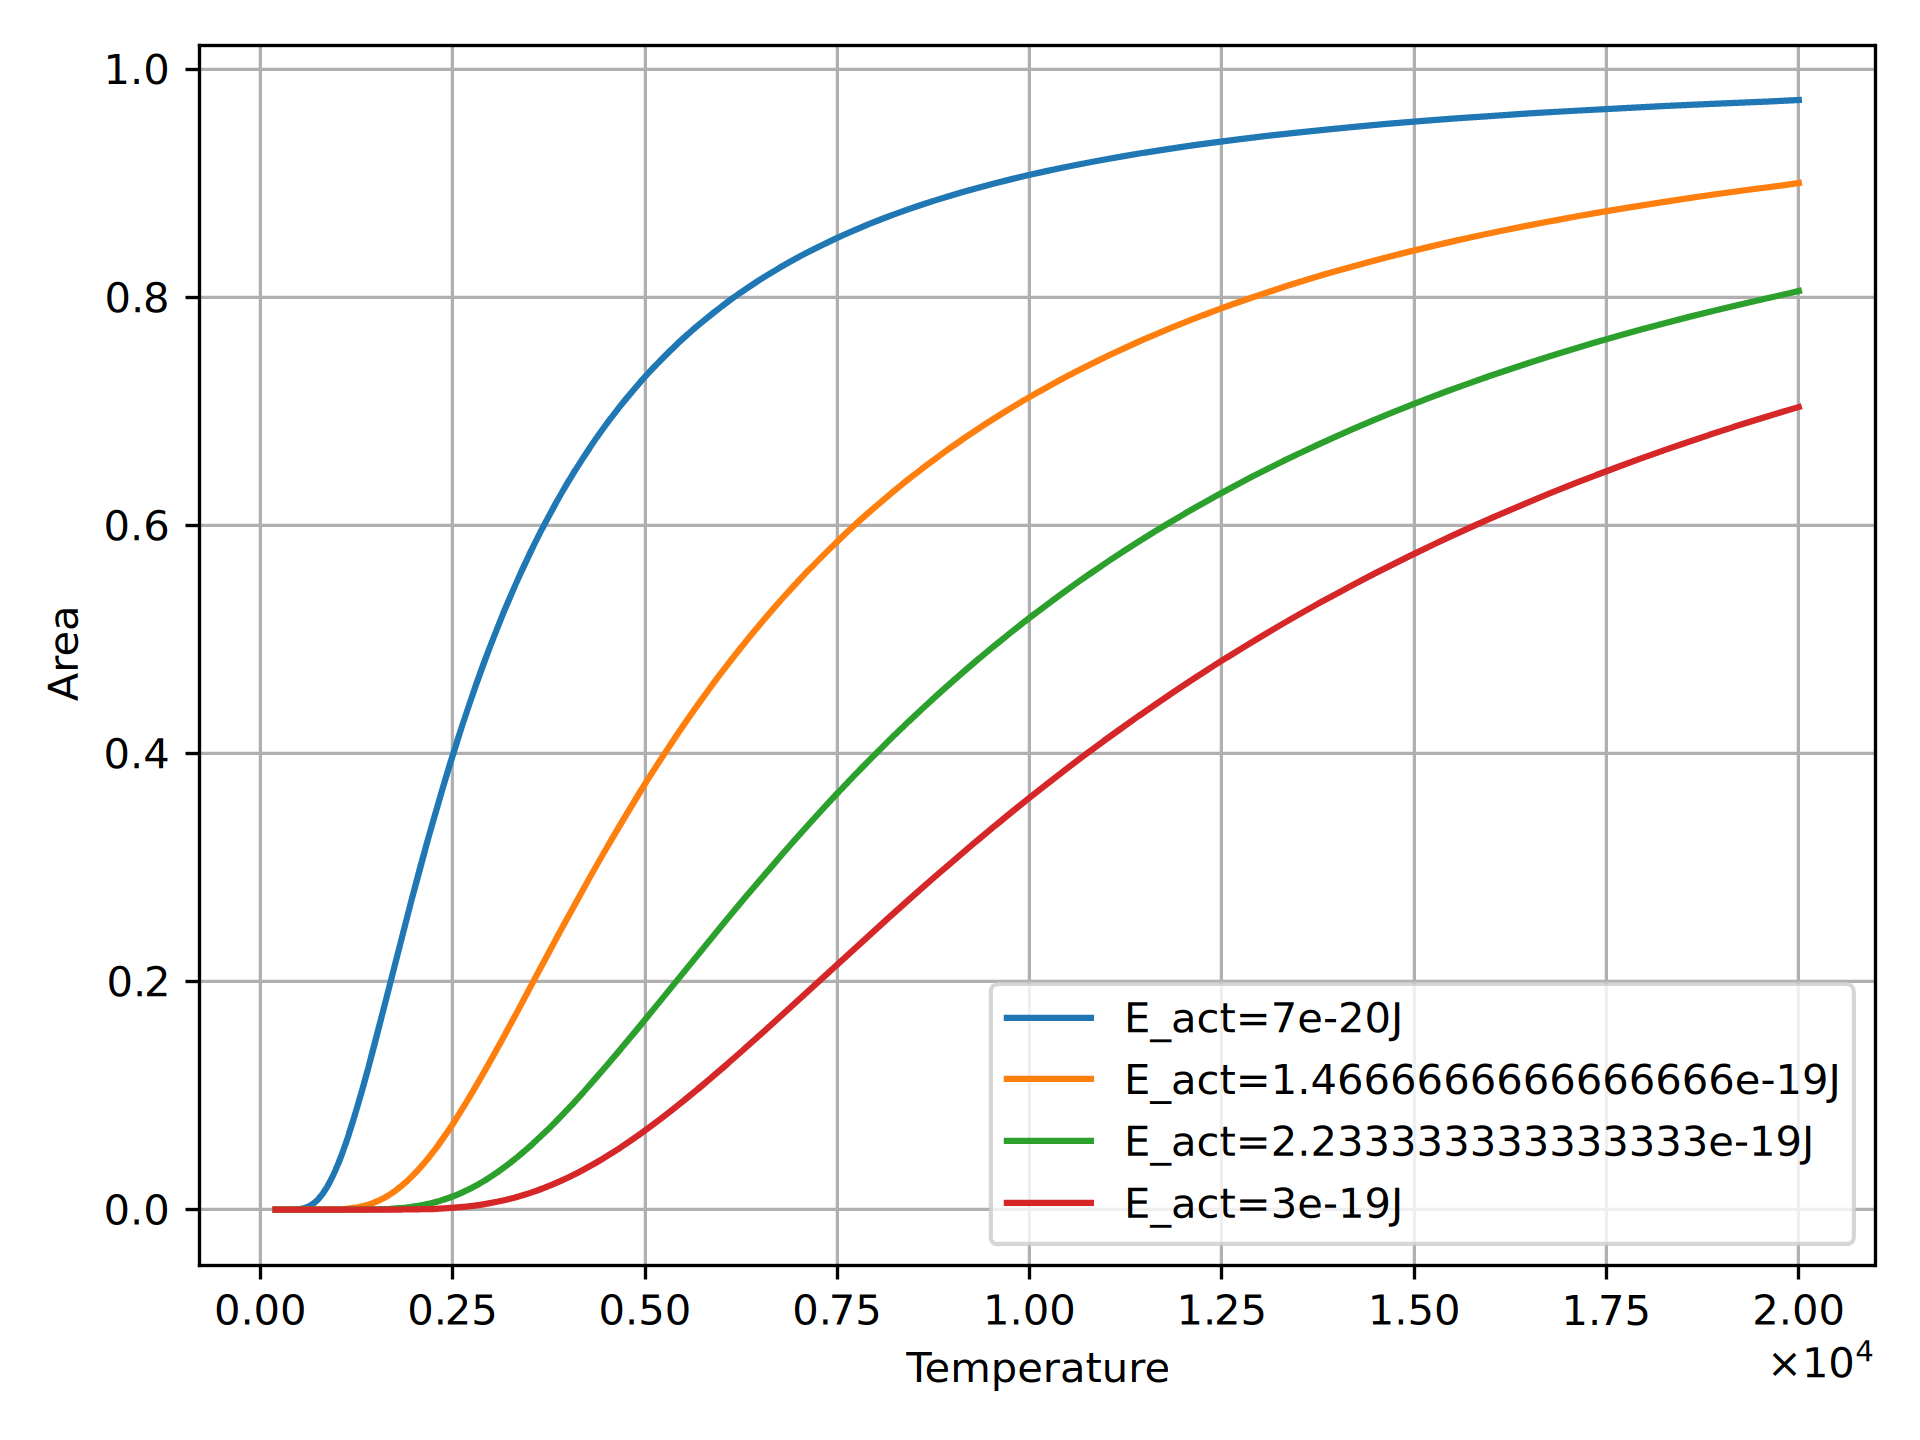 1.0
0.8
0.6
0.4
0.2
0.0
Area
E_act=7e-20J
E_act=1.4666666666666666e-19J
E_act=2.233333333333333e-19J
E_act=3e-19J
0.00 0.25 0.50 0.75 1.00 1.25 1.50 1.75 2.00
×10⁴
Temperature